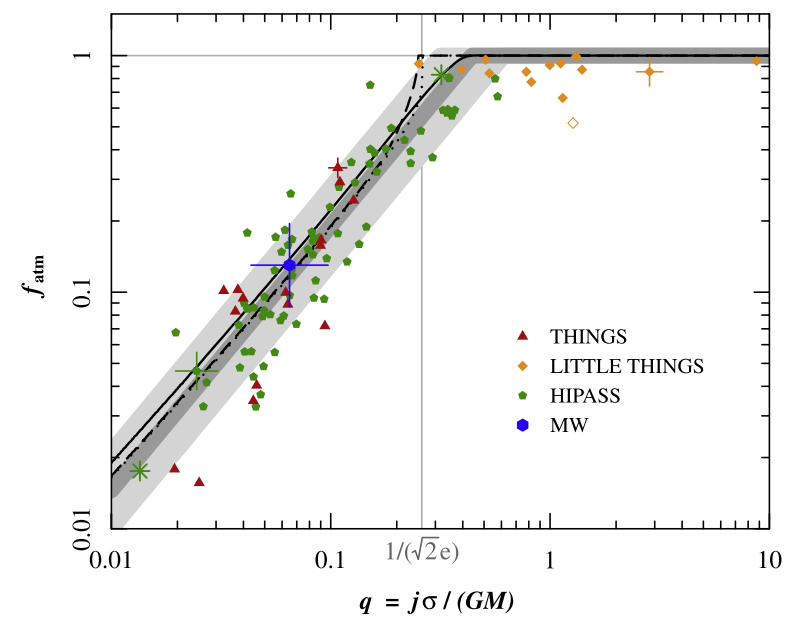 1
0.1
0.01
f_atm
THINGS
LITTLE THINGS
HIPASS
MW
1/(√2e)
0.01 0.1 1 10
q = jσ/(GM)